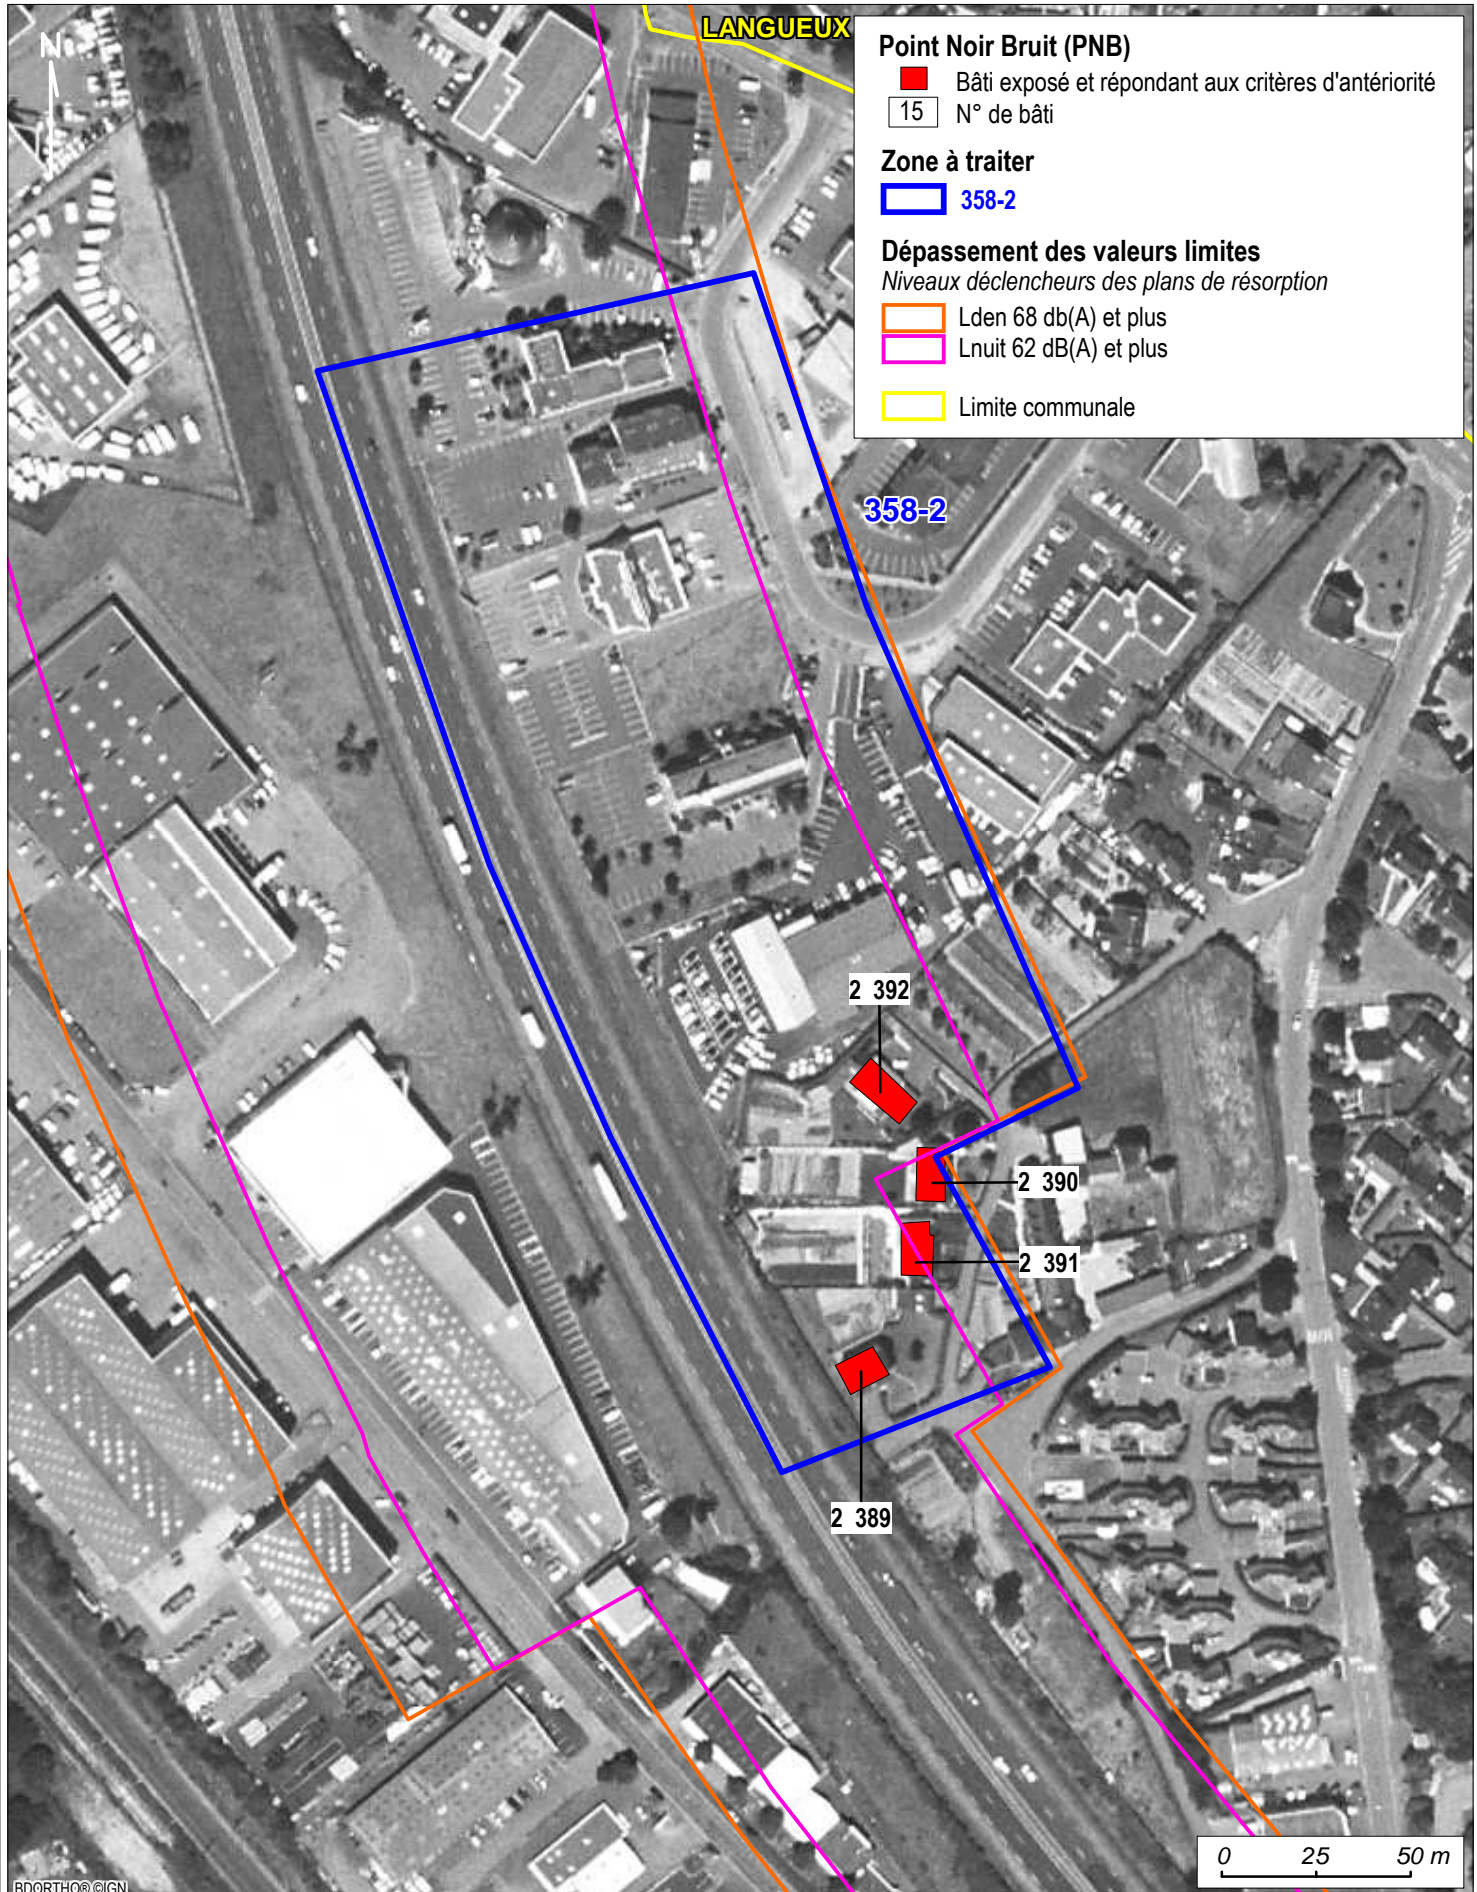 N
LANGUEUX
Point Noir Bruit (PNB)
Bâti exposé et répondant aux critères d'antériorité
15 N° de bâti
Zone à traiter
358-2
Dépassement des valeurs limites
Niveaux déclencheurs des plans de résorption
Lden 68 db(A) et plus
Lnuit 62 dB(A) et plus
Limite communale
358-2
2 392
2 390
2 391
2 389
0 25 50 m
BDORTHO® ©IGN